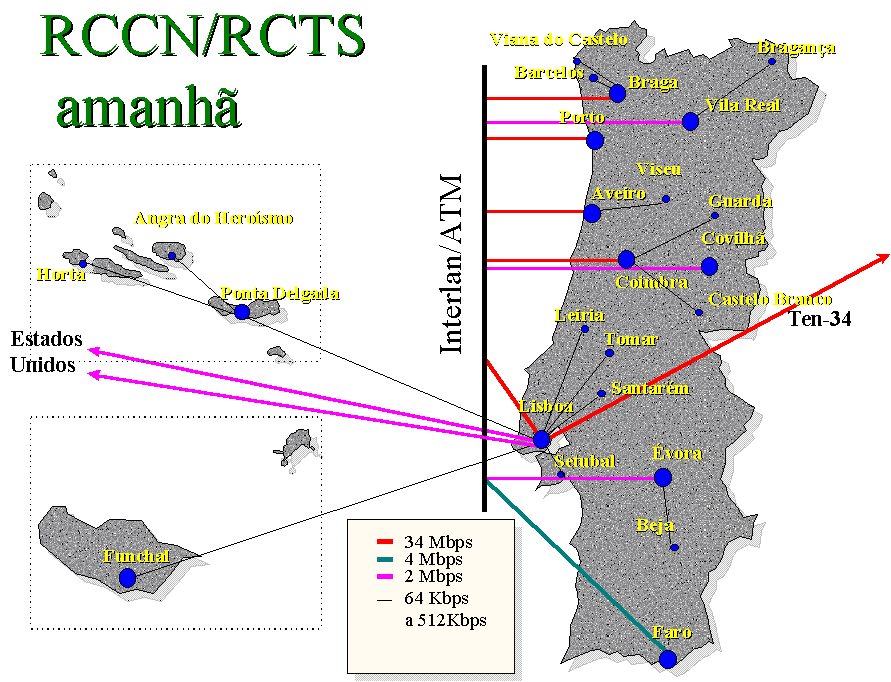 RCCN/RCTS
amanhã
Viana do Castelo
Bragança
Barcelos
Braga
Vila Real
Porto
Viseu
Aveiro
Guarda
Covilhã
Coimbra
Castelo Branco
Leiria
Ten-34
Tomar
Santarém
Lisboa
Setubal
Évora
Beja
Faro
Interlan/ATM
Angra do Heroísmo
Horta
Ponta Delgada
Estados
Unidos
Funchal
34 Mbps
4 Mbps
2 Mbps
64 Kbps
a 512Kbps